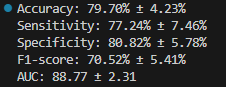 Accuracy: 79.70% ± 4.23%
Sensitivity: 77.24% ± 7.46%
Specificity: 80.82% ± 5.78%
F1-score: 70.52% ± 5.41%
AUC: 88.77 ± 2.31